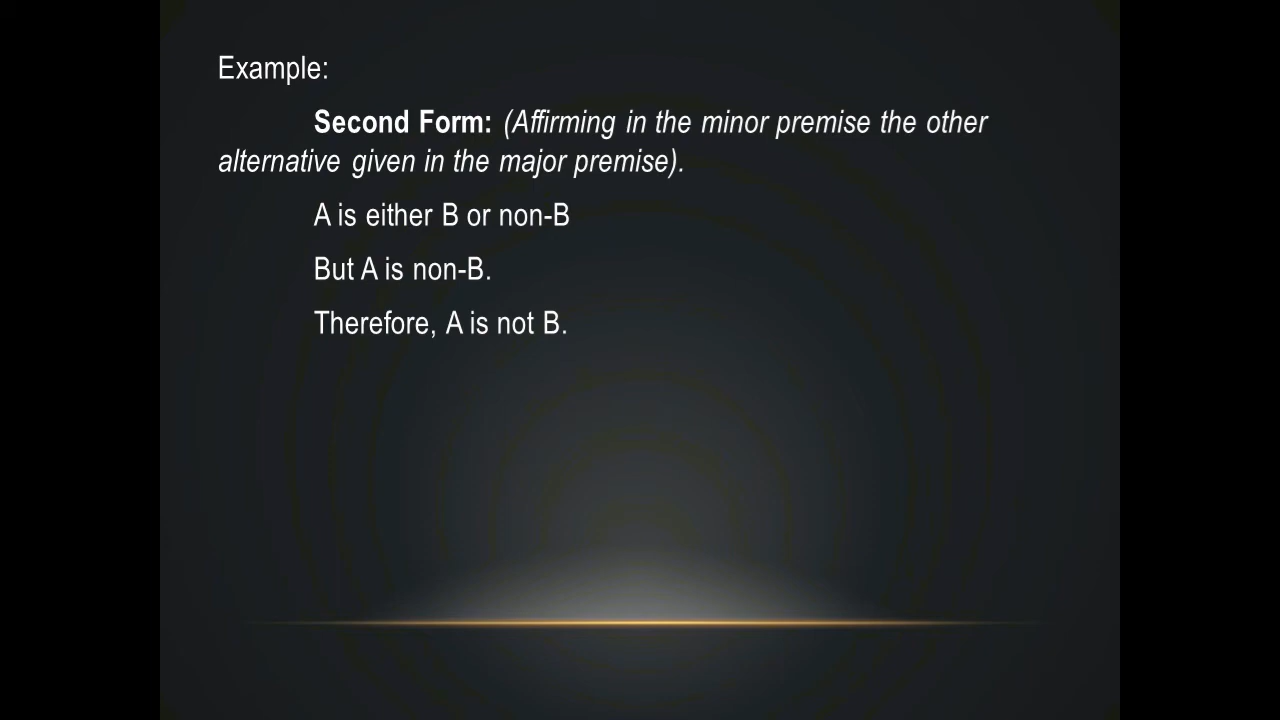 Example:
Second Form: (Affirming in the minor premise the other
alternative given in the major premise).
A is either B or non-B
But A is non-B.
Therefore, A is not B.